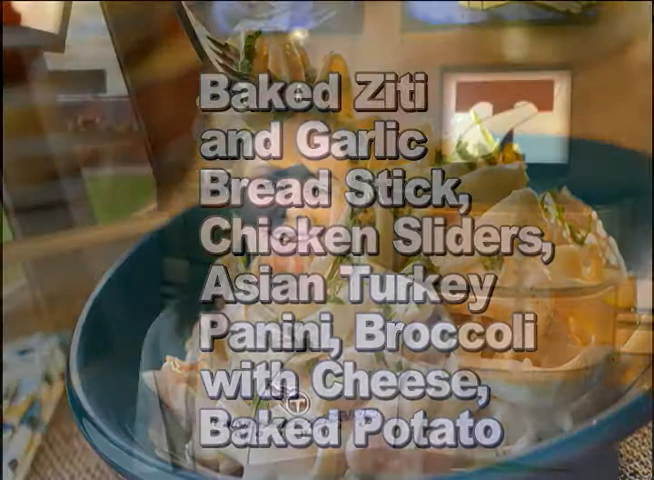 Baked Ziti
and Garlic
Bread Stick,
Chicken Sliders,
Asian Turkey
Panini, Broccoli
with Cheese,
Baked Potato